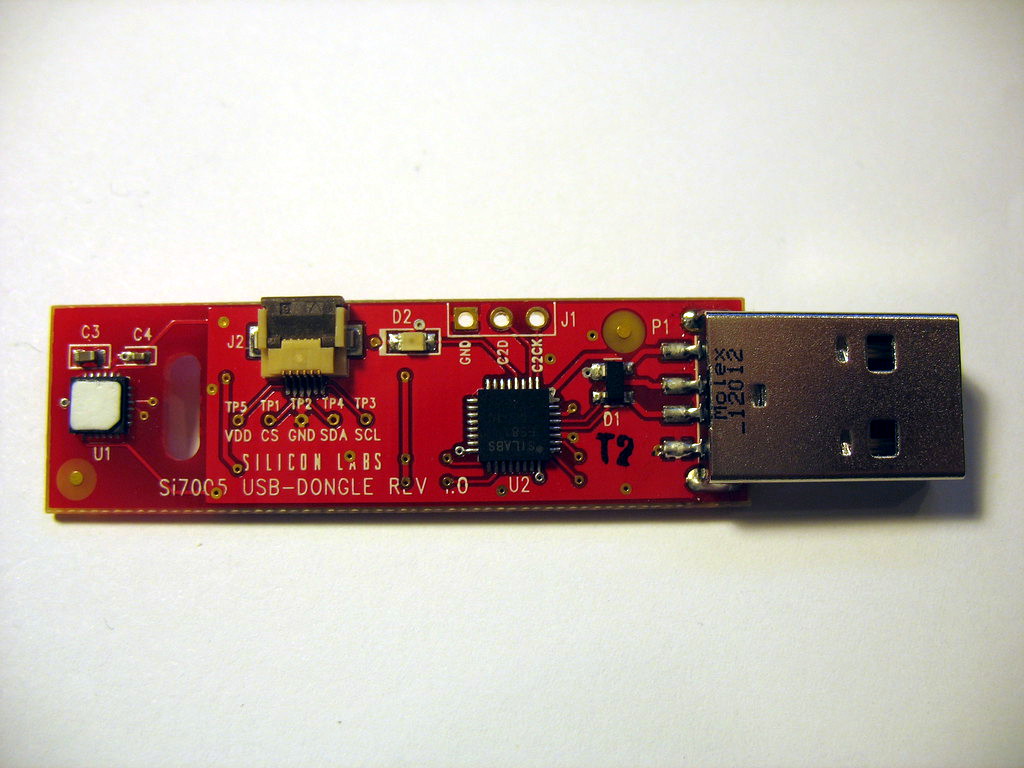 C3
C4
J2
D2
J1
P1
GND
C2D
C2CK
Molex
-12012
TP5 TP1 TP2 TP4 TP3
VDD CS GND SDA SCL
D1
T2
U1
SILABS
SILICON LABS
Si7005 USB-DONGLE REV 1.0
U2